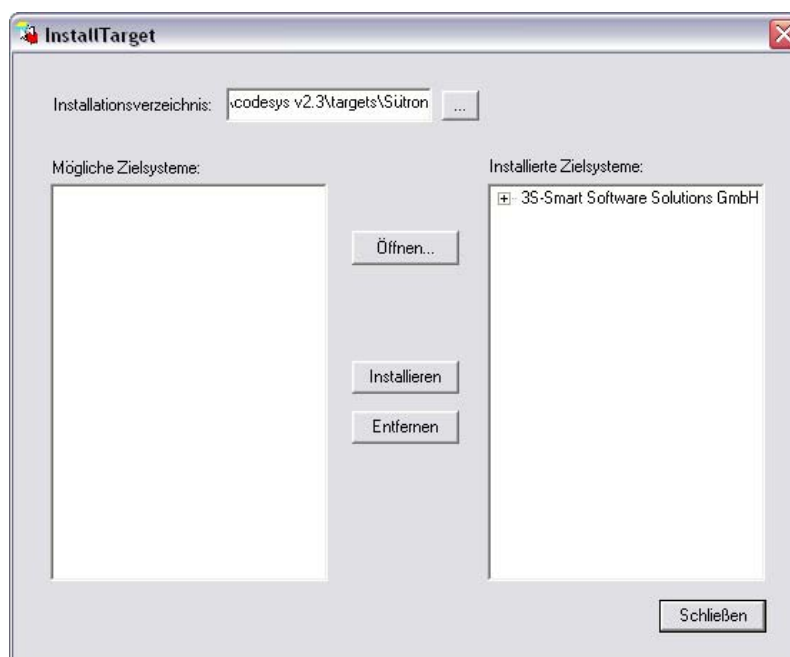 InstallTarget
Installationsverzeichnis: \codesys v2.3\targets\Sütron ...
Mögliche Zielsysteme:
Installierte Zielsysteme:
3S-Smart Software Solutions GmbH
Öffnen...
Installieren
Entfernen
Schließen